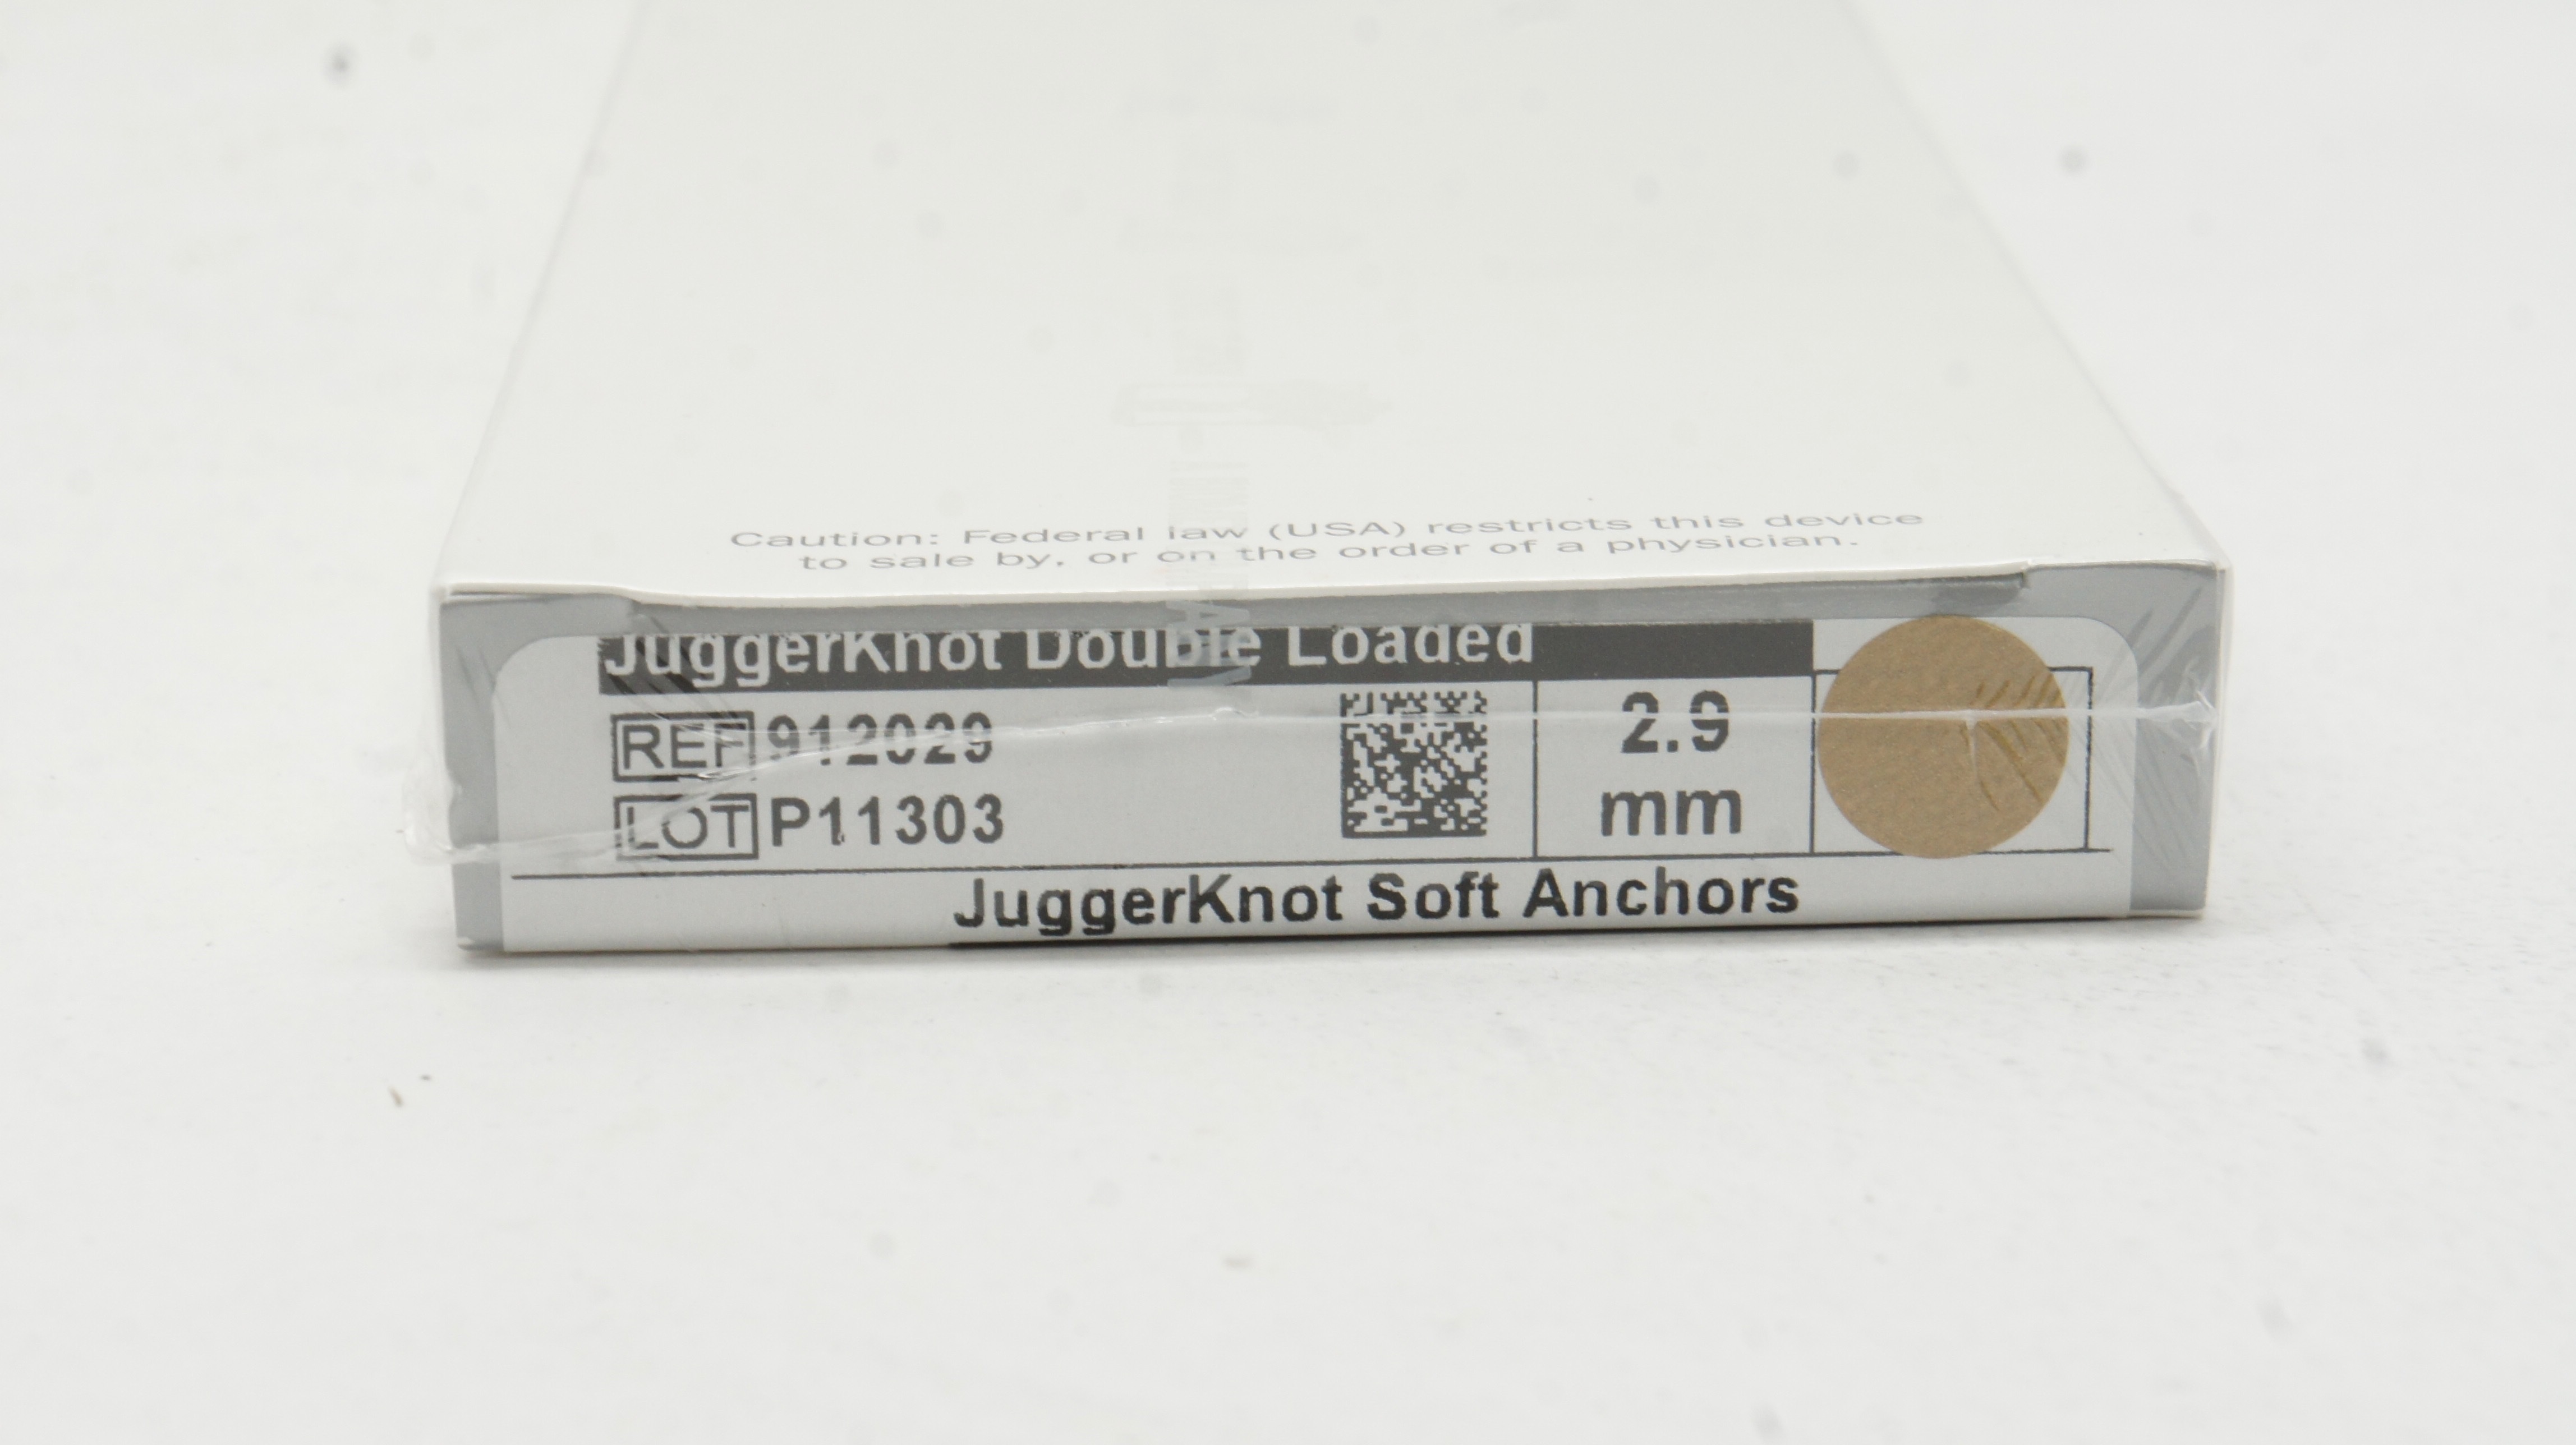 Caution: Federal law (USA) restricts this device
to sale by, or on the order of a physician.
JuggerKnot Double Loaded
REF 912029
LOT P11303
2.9
mm
JuggerKnot Soft Anchors